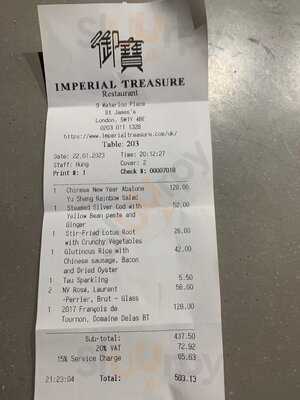 御寶
IMPERIAL TREASURE
Restaurant
9 Waterloo Place
St James's
London, SW1Y 4BE
0203 011 1328
https://www.imperialtreasure.com/uk/
Table: 203
Date: 22.01.2023 Time: 20:12:27
Staff: Hung Cover: 2
Print #: 1 Check #: 00007018
1 Chinese New Year Abalone 128.00
Yu Sheng Rainbow Salad
1 Steamed Silver Cod with 52.00
Yellow Bean paste and
Ginger
1 Stir-Fried Lotus Root 26.00
with Crunchy Vegetables
1 Glutinous Rice with 42.00
Chinese sausage, Bacon
and Dried Oyster
1 Tau Sparkling 5.50
2 NV Rosé, Laurent 56.00
-Perrier, Brut - Glass
1 2017 François de 128.00
Tournon, Domaine Delas BT
Sub-total: 437.50
20% VAT 72.92
15% Service Charge 65.63
21:23:04 Total: 503.13